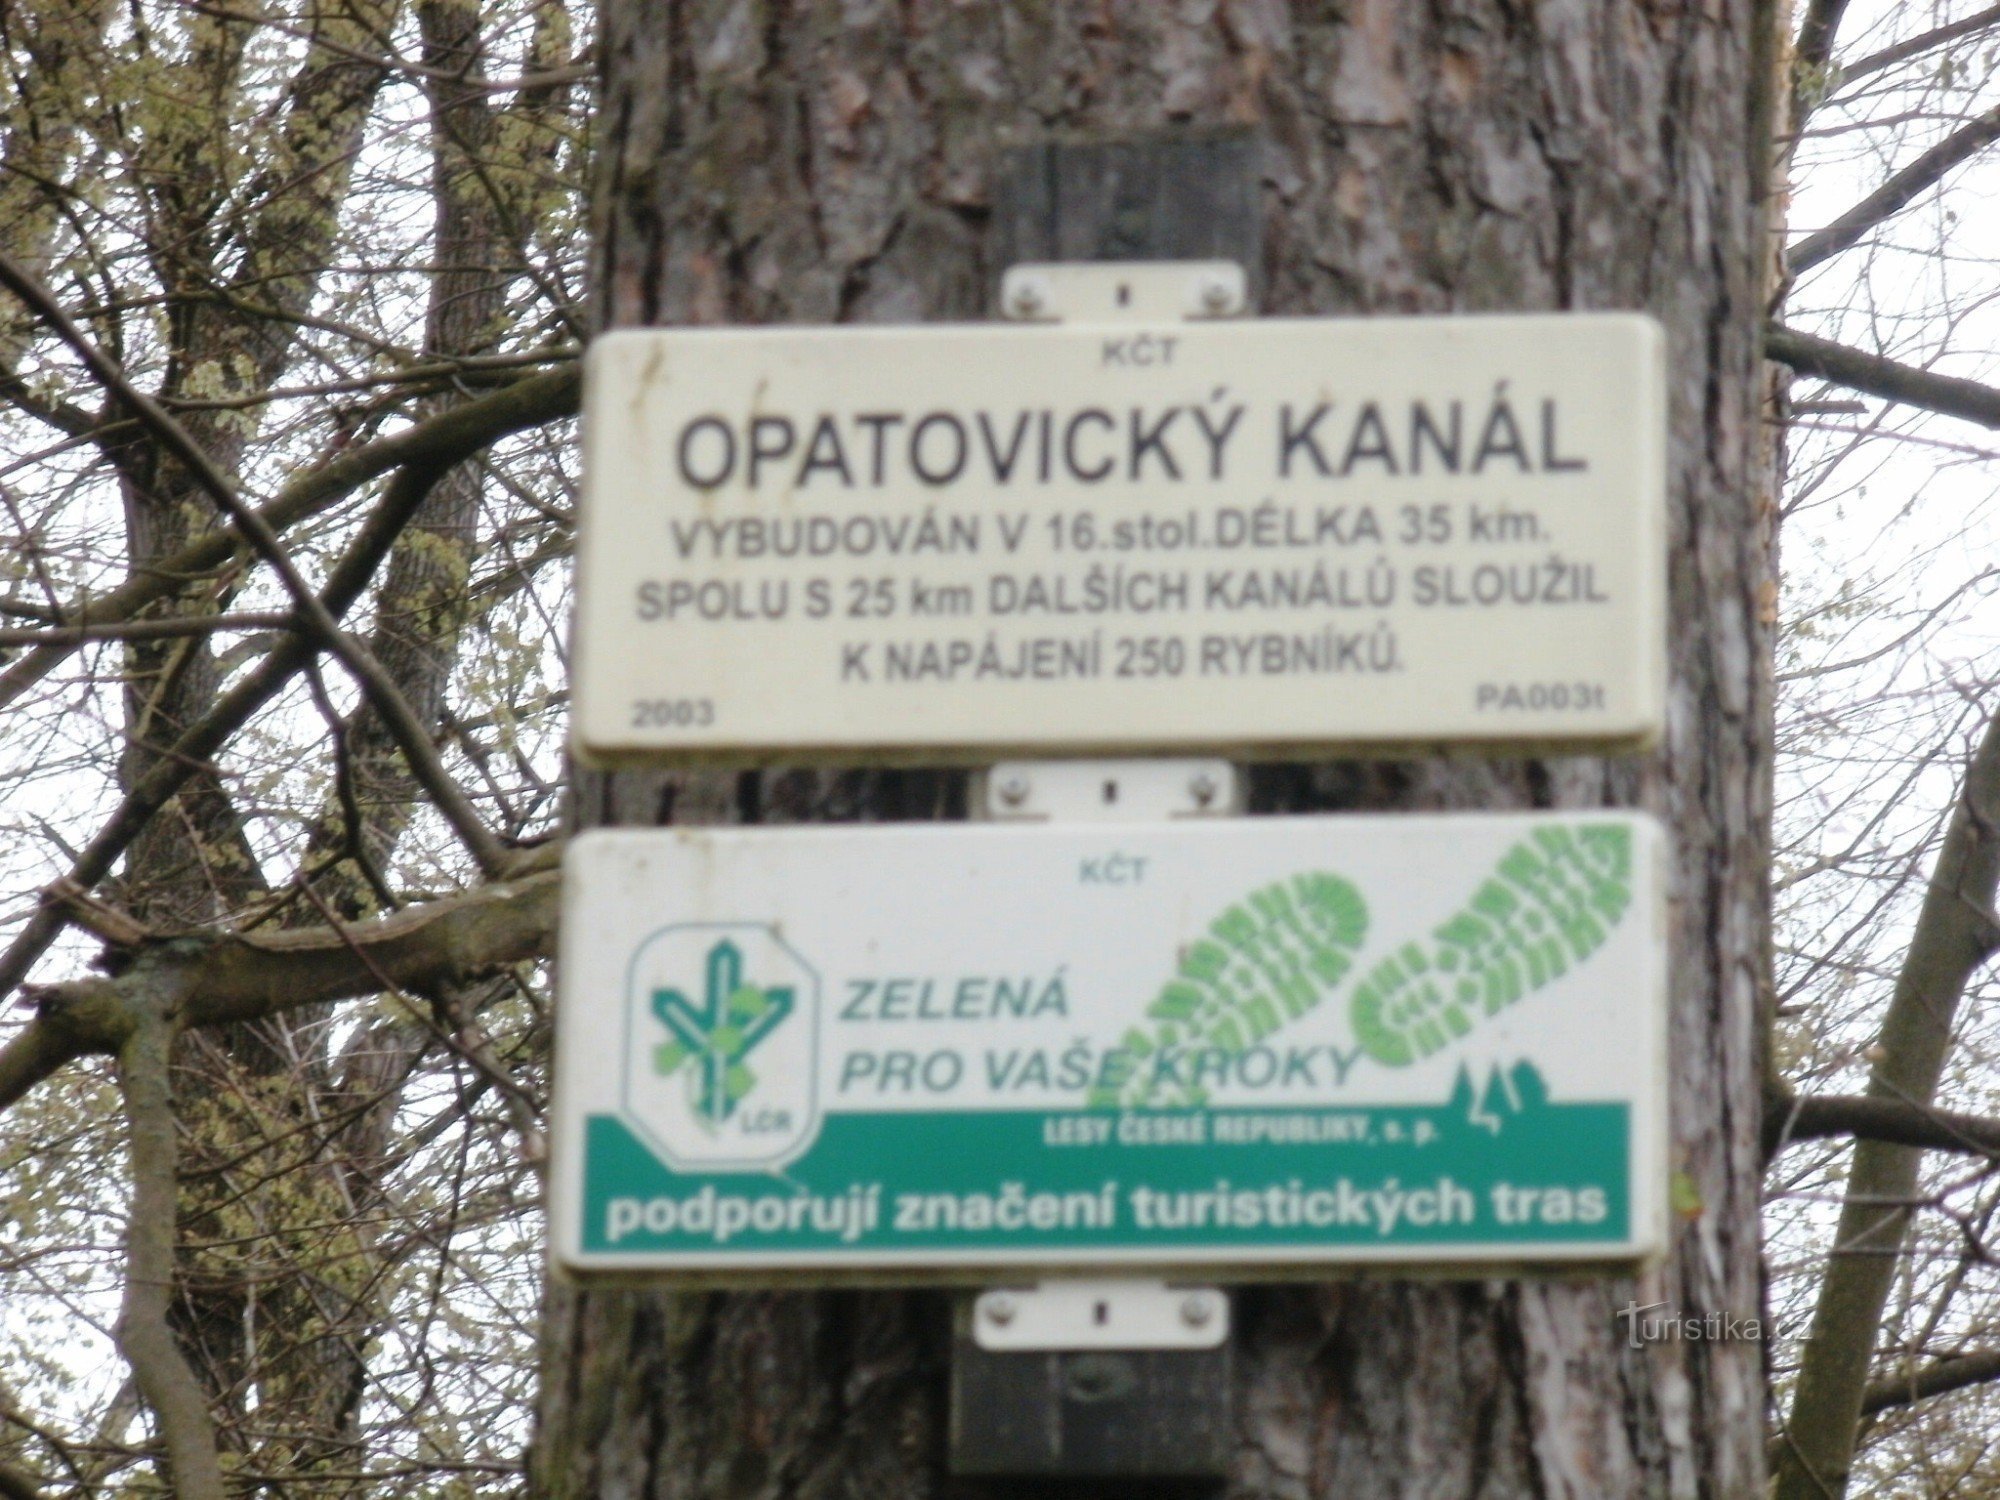 KČT
OPATOVICKÝ KANÁL
VYBUDOVÁN V 16.stol.DÉLKA 35 km.
SPOLU S 25 km DALŠÍCH KANÁLŮ SLOUŽIL
K NAPÁJENÍ 250 RYBNÍKŮ.
2003 PA003t
KČT
ZELENÁ
PRO VAŠE KROKY
LČR
LESY ČESKÉ REPUBLIKY, s. p.
podporují značení turistických tras
Turistika.cz